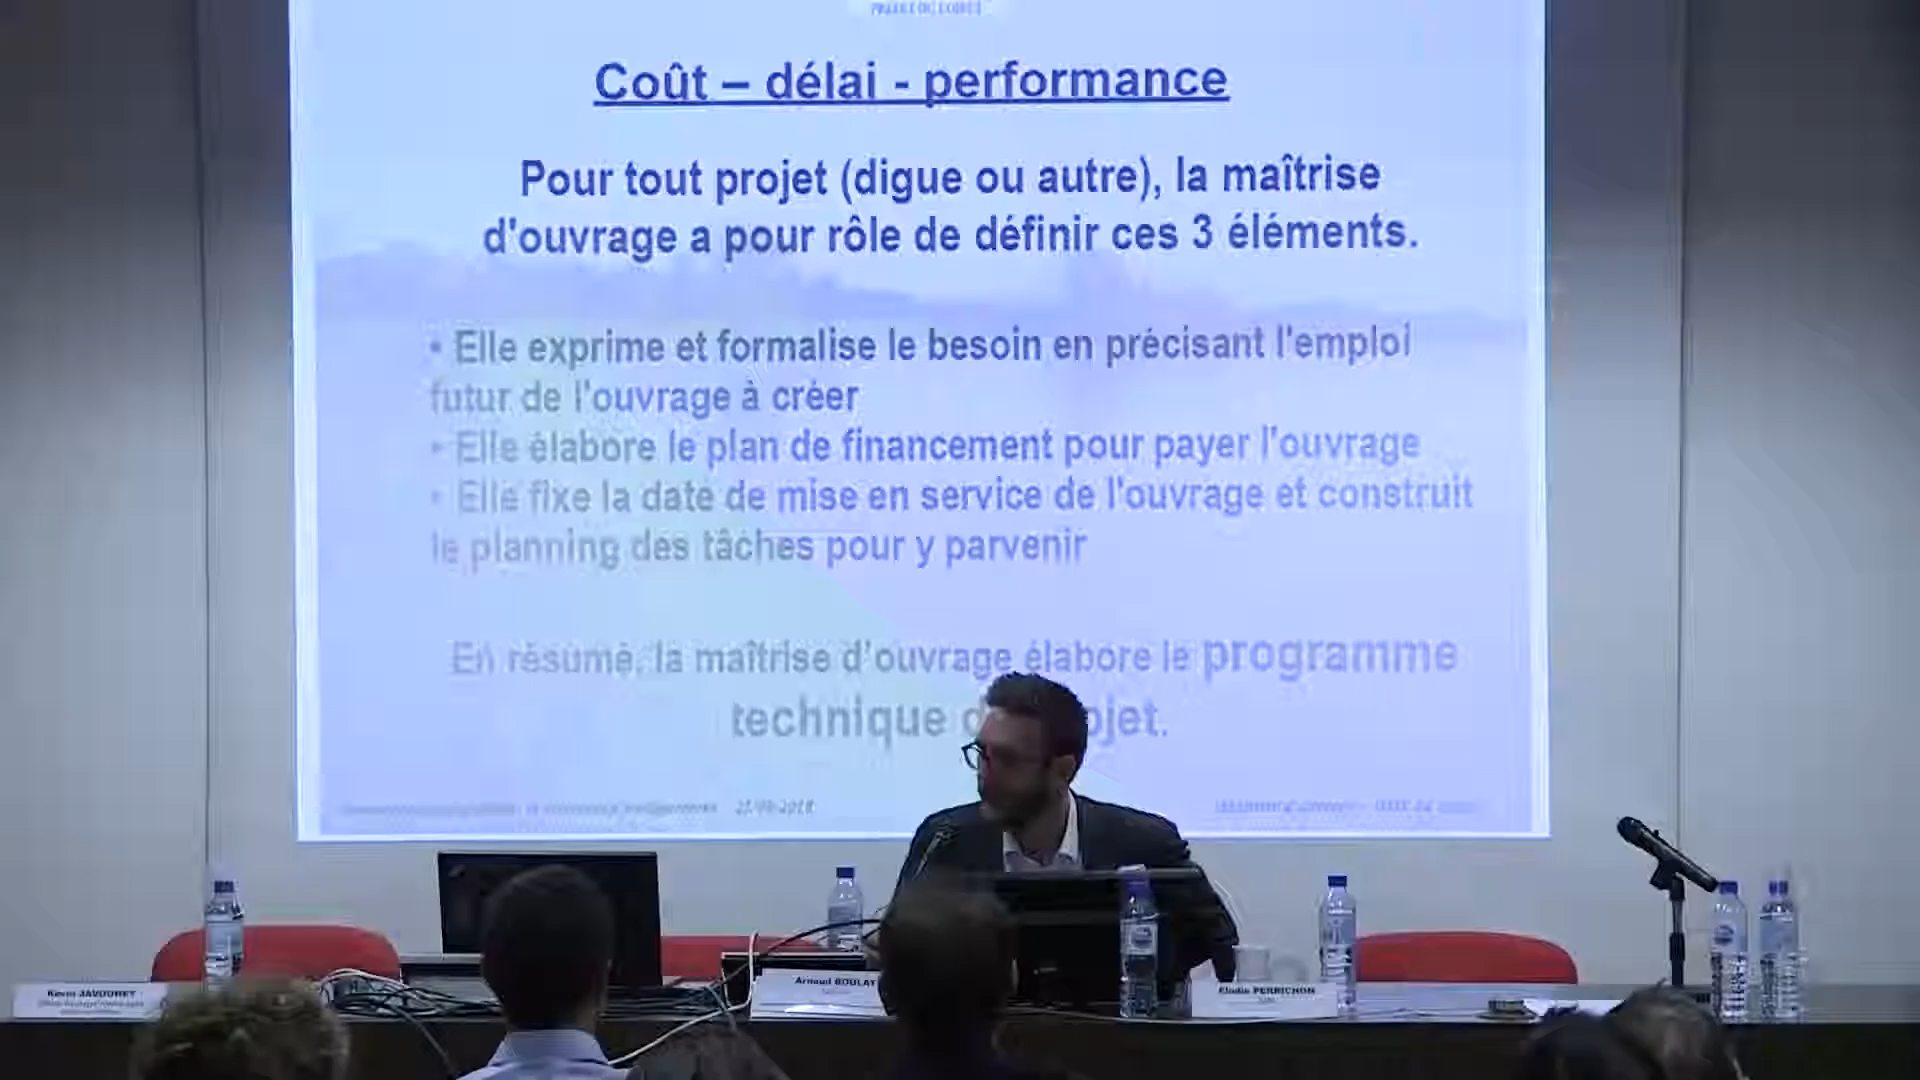 Coût – délai - performance
Pour tout projet (digue ou autre), la maîtrise
d'ouvrage a pour rôle de définir ces 3 éléments.
• Elle exprime et formalise le besoin en précisant l'emploi
futur de l'ouvrage à créer
• Elle élabore le plan de financement pour payer l'ouvrage
• Elle fixe la date de mise en service de l'ouvrage et construit
le planning des tâches pour y parvenir
En résumé, la maîtrise d'ouvrage élabore le programme
technique jet.
Kevin JAVOUREY
Arnaud BOULAY
Elodie PERRICHON